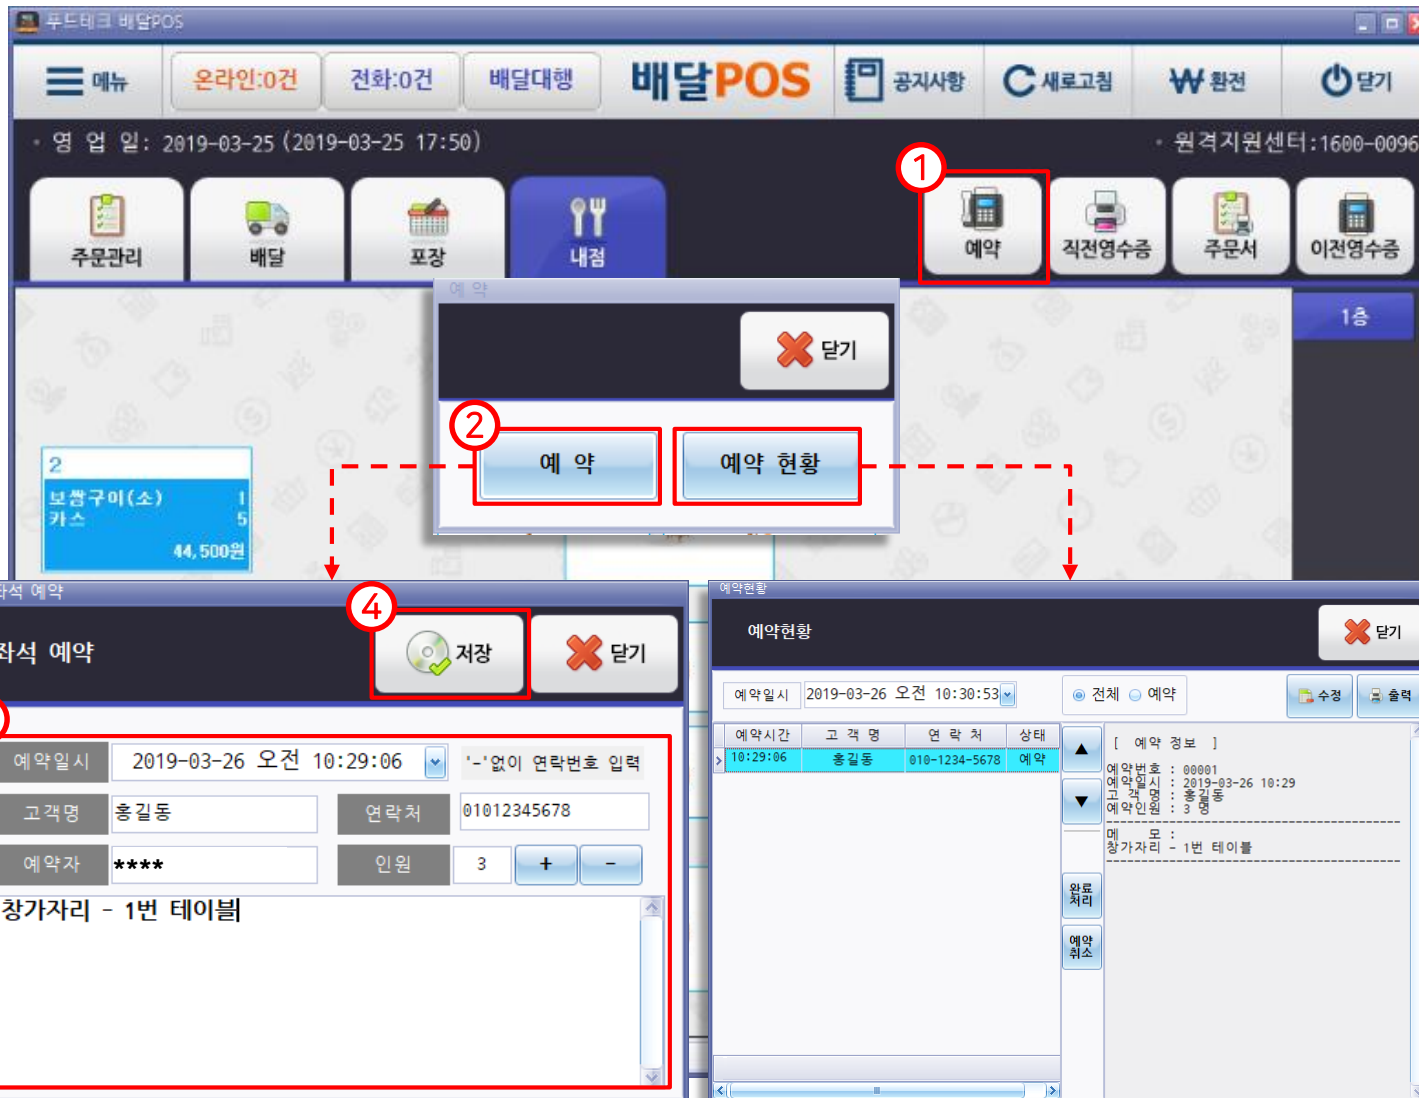 푸드테크 배달POS
메뉴 온라인:0건 전화:0건 배달대행 배달POS 공지사항 새로고침 환전 닫기
영 업 일: 2019-03-25 (2019-03-25 17:50) 원격지원센터:1600-0096
1
주문관리 배달 포장 내점 예약 직전영수증 주문서 이전영수증
예 약
1층
닫기
2
예 약 예약 현황
2
보쌈구이(소) 1
카스 5
44,500원
좌석 예약
4
좌석 예약 저장 닫기
예약일시 2019-03-26 오전 10:29:06 '-'없이 연락번호 입력
고객명 홍길동 연락처 01012345678
예약자 **** 인원 3 + -
창가자리 - 1번 테이블
예약현황
예약현황 닫기
예약일시 2019-03-26 오전 10:30:53 전체 예약 수정 출력
예약시간 고 객 명 연 락 처 상태
10:29:06 홍길동 010-1234-5678 예약
완료
처리
예약
취소
[ 예약 정보 ]
예약번호 : 00001
예약일시 : 2019-03-26 10:29
고 객 명 : 홍길동
예약인원 : 3 명
메 모 :
창가자리 - 1번 테이블